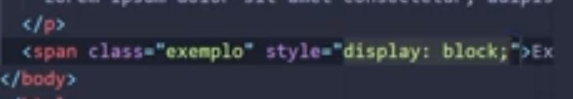 </p>
<span class="exemplo" style="display: block;">Ex
</body>